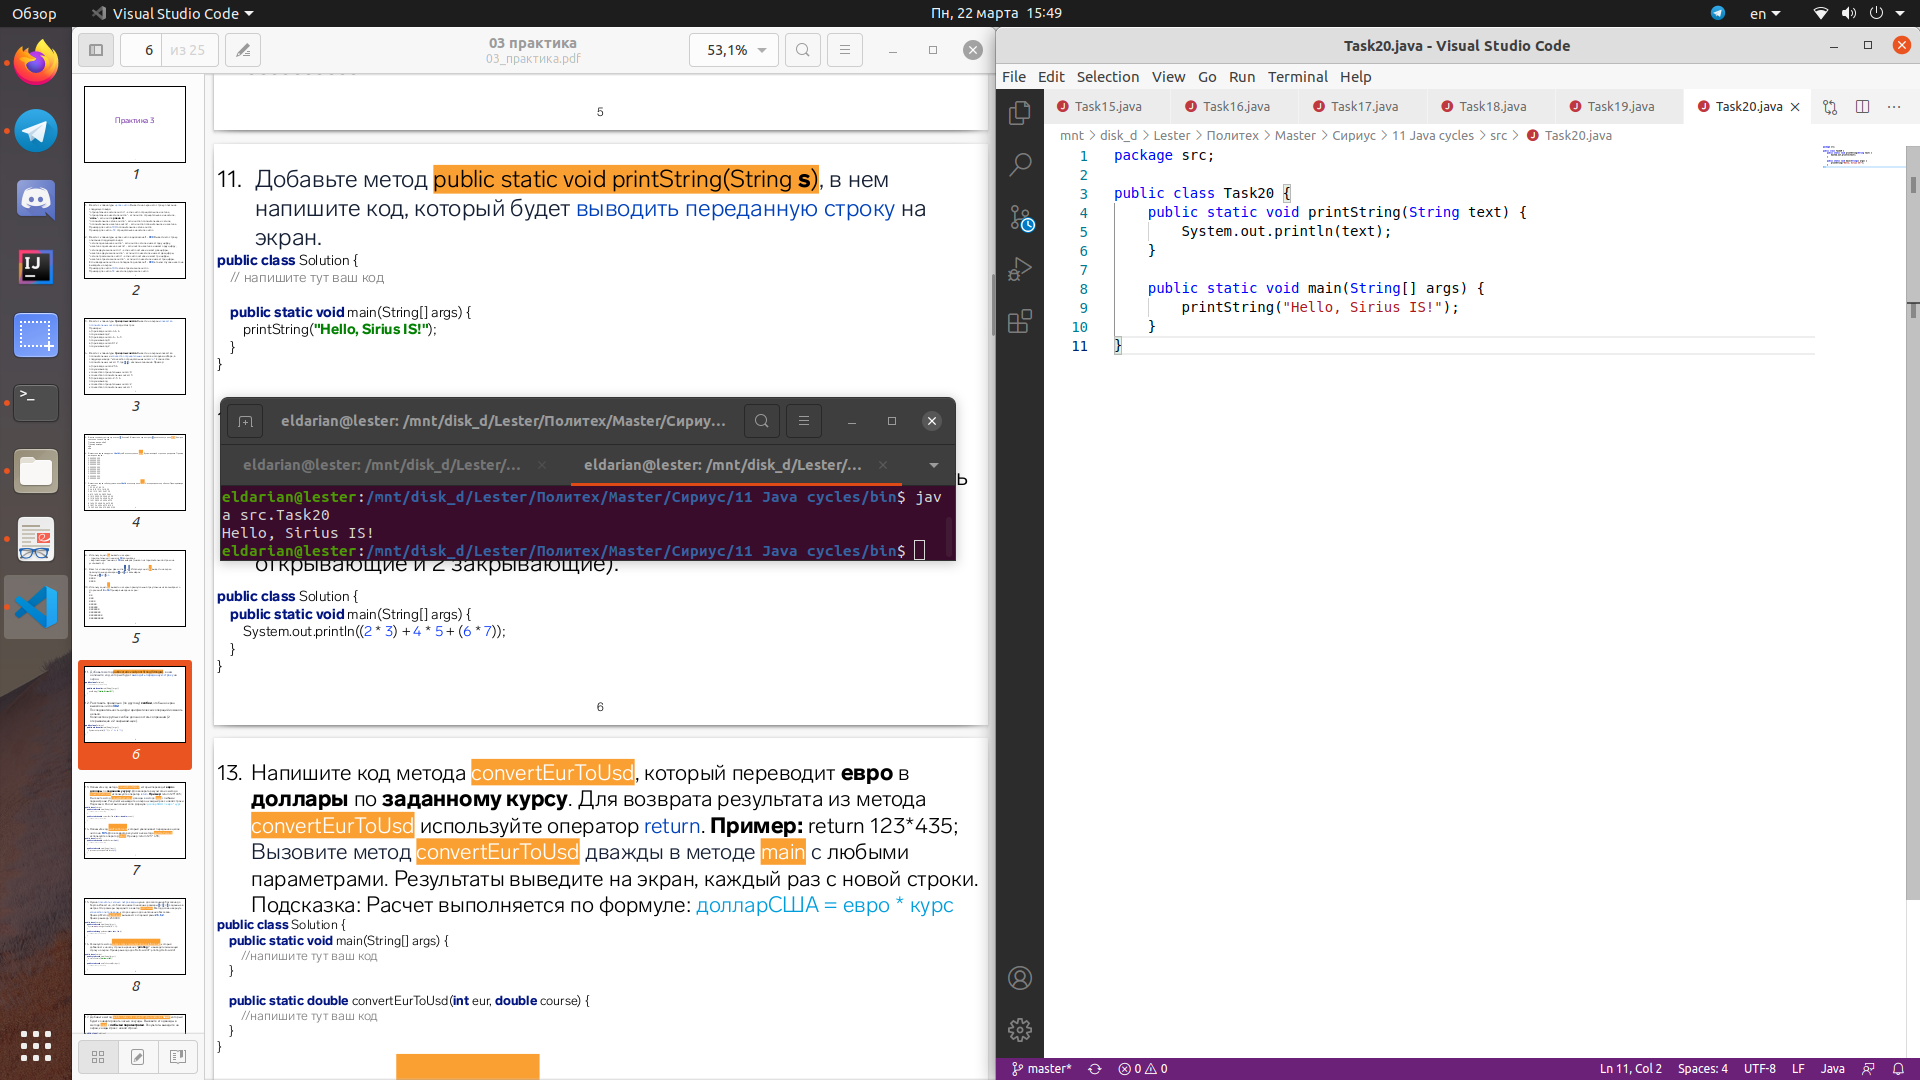 Обзор
Visual Studio Code
Пн, 22 марта 15:49
en
6
из 25
03 практика
03_практика.pdf
53,1%
Практика 3
1
2
3
4
5
6
7
8
5
11. Добавьте метод public static void printString(String s), в нем
напишите код, который будет выводить переданную строку на
экран.
public class Solution {
// напишите тут ваш код
public static void main(String[] args) {
printString("Hello, Sirius IS!");
}
}
eldarian@lester: /mnt/disk_d/Lester/Политех/Master/Сириу...
eldarian@lester: /mnt/disk_d/Lester/...
eldarian@lester: /mnt/disk_d/Lester/...
eldarian@lester:/mnt/disk_d/Lester/Политех/Master/Сириус/11 Java cycles/bin$ jav
a src.Task20
Hello, Sirius IS!
eldarian@lester:/mnt/disk_d/Lester/Политех/Master/Сириус/11 Java cycles/bin$
открывающие и 2 закрывающие).
public class Solution {
public static void main(String[] args) {
System.out.println((2 * 3) + 4 * 5 + (6 * 7));
}
}
6
13. Напишите код метода convertEurToUsd, который переводит евро в
доллары по заданному курсу. Для возврата результата из метода
convertEurToUsd используйте оператор return. Пример: return 123*435;
Вызовите метод convertEurToUsd дважды в методе main с любыми
параметрами. Результаты выведите на экран, каждый раз с новой строки.
Подсказка: Расчет выполняется по формуле: долларСША = евро * курс
public class Solution {
public static void main(String[] args) {
//напишите тут ваш код
}
public static double convertEurToUsd(int eur, double course) {
//напишите тут ваш код
}
}
Task20.java - Visual Studio Code
File Edit Selection View Go Run Terminal Help
Task15.java
Task16.java
Task17.java
Task18.java
Task19.java
Task20.java
mnt > disk_d > Lester > Политех > Master > Сириус > 11 Java cycles > src > Task20.java
1 package src;
2
3 public class Task20 {
4 public static void printString(String text) {
5 System.out.println(text);
6 }
7
8 public static void main(String[] args) {
9 printString("Hello, Sirius IS!");
10 }
11 }
master*
0
0
Ln 11, Col 2
Spaces: 4
UTF-8
LF
Java